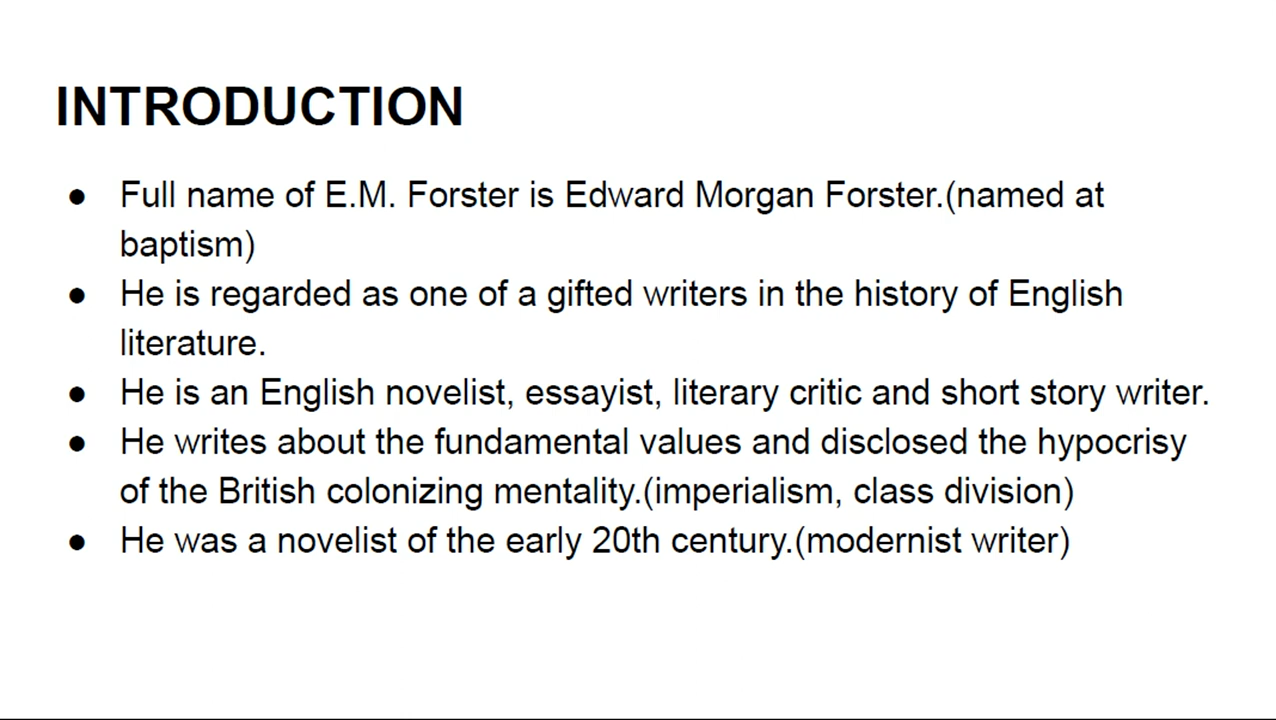 INTRODUCTION
● Full name of E.M. Forster is Edward Morgan Forster.(named at
baptism)
● He is regarded as one of a gifted writers in the history of English
literature.
● He is an English novelist, essayist, literary critic and short story writer.
● He writes about the fundamental values and disclosed the hypocrisy
of the British colonizing mentality.(imperialism, class division)
● He was a novelist of the early 20th century.(modernist writer)